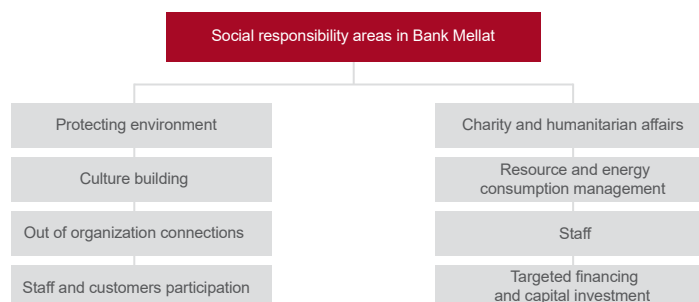 Social responsibility areas in Bank Mellat
Protecting environment
Culture building
Out of organization connections
Staff and customers participation
Charity and humanitarian affairs
Resource and energy
consumption management
Staff
Targeted financing
and capital investment